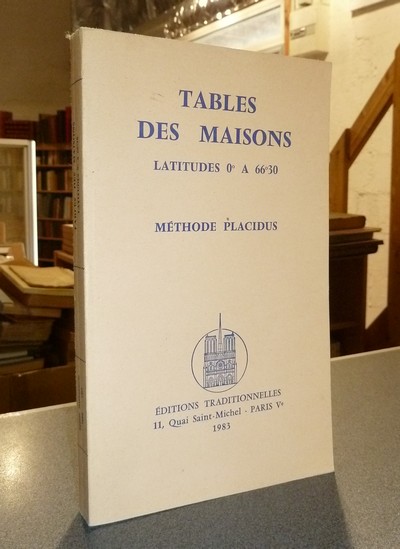 TABLES
DES MAISONS
LATITUDES 0° A 66°30
MÉTHODE PLACIDUS
ÉDITIONS TRADITIONNELLES
11, Quai Saint-Michel - PARIS Vᵉ
1983